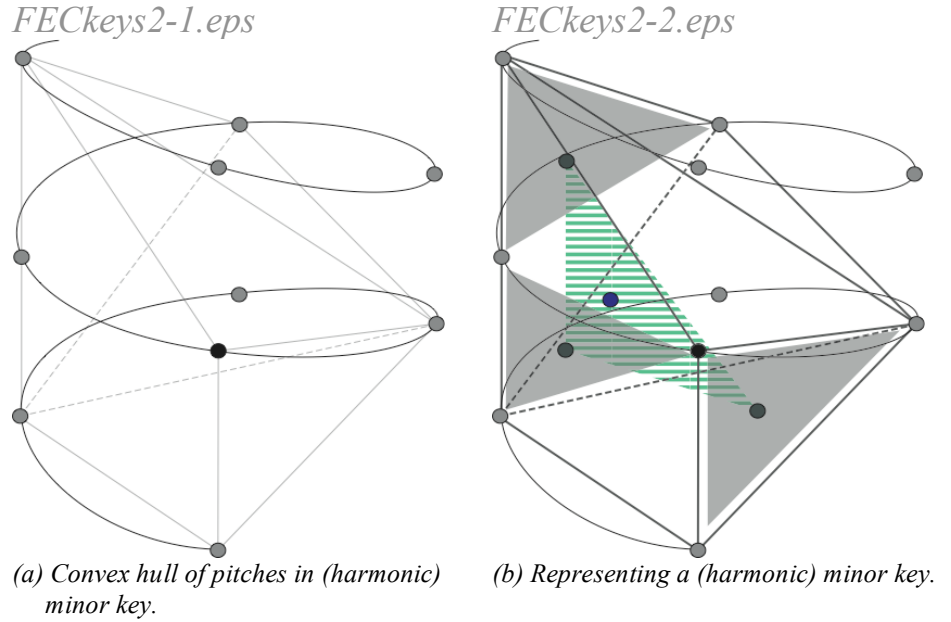 FECkeys2-1.eps
FECkeys2-2.eps
(a) Convex hull of pitches in (harmonic)
minor key.
(b) Representing a (harmonic) minor key.